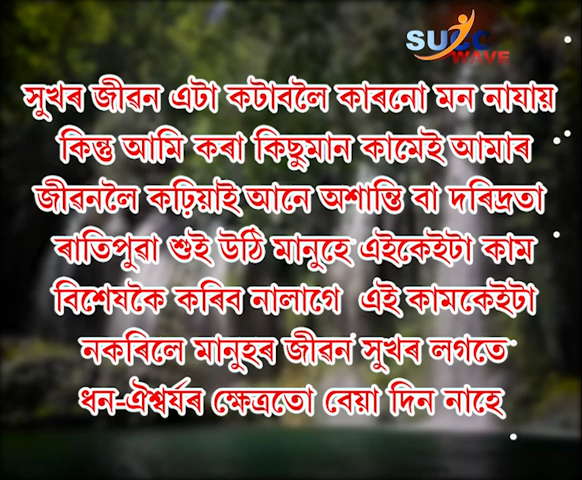 SUCC
WAVE
সুখৰ জীৱন এটা কটাবলৈ কাৰনো মন নাযায়
কিন্তু আমি কৰা কিছুমান কামেই আমাৰ
জীৱনলৈ কঢ়িয়াই আনে অশান্তি বা দৰিদ্ৰতা
ৰাতিপুৱা শুই উঠি মানুহে এইকেইটা কাম
বিশেষকৈ কৰিব নালাগে এই কামকেইটা
নকৰিলে মানুহৰ জীৱন সুখৰ লগতে
ধন-ঐশ্বৰ্যৰ ক্ষেত্ৰতো বেয়া দিন নাহে